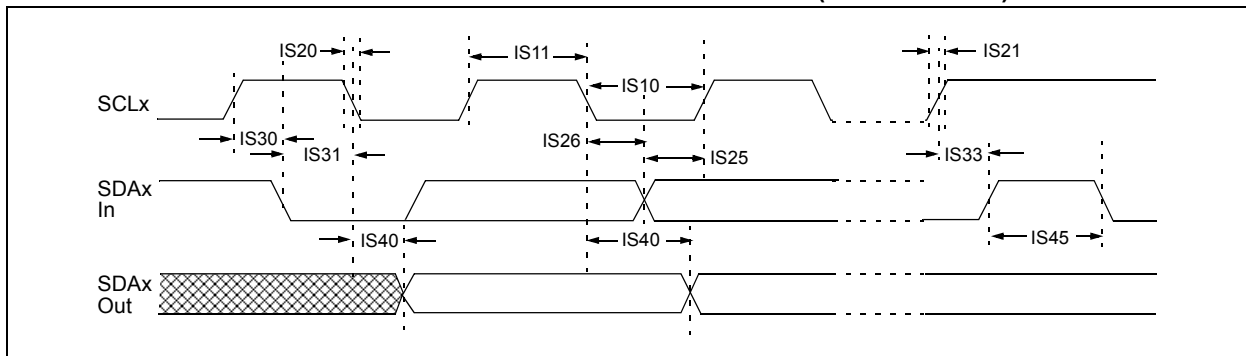 IS20
IS11
IS21
IS10
SCLx
IS30
IS26
IS31
IS25
IS33
SDAx
In
IS40
IS40
IS45
SDAx
Out